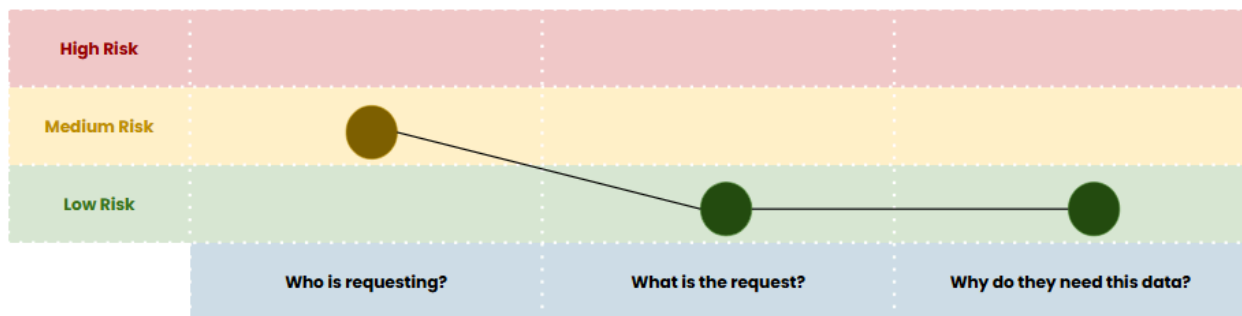 High Risk
Medium Risk
Low Risk
Who is requesting?
What is the request?
Why do they need this data?